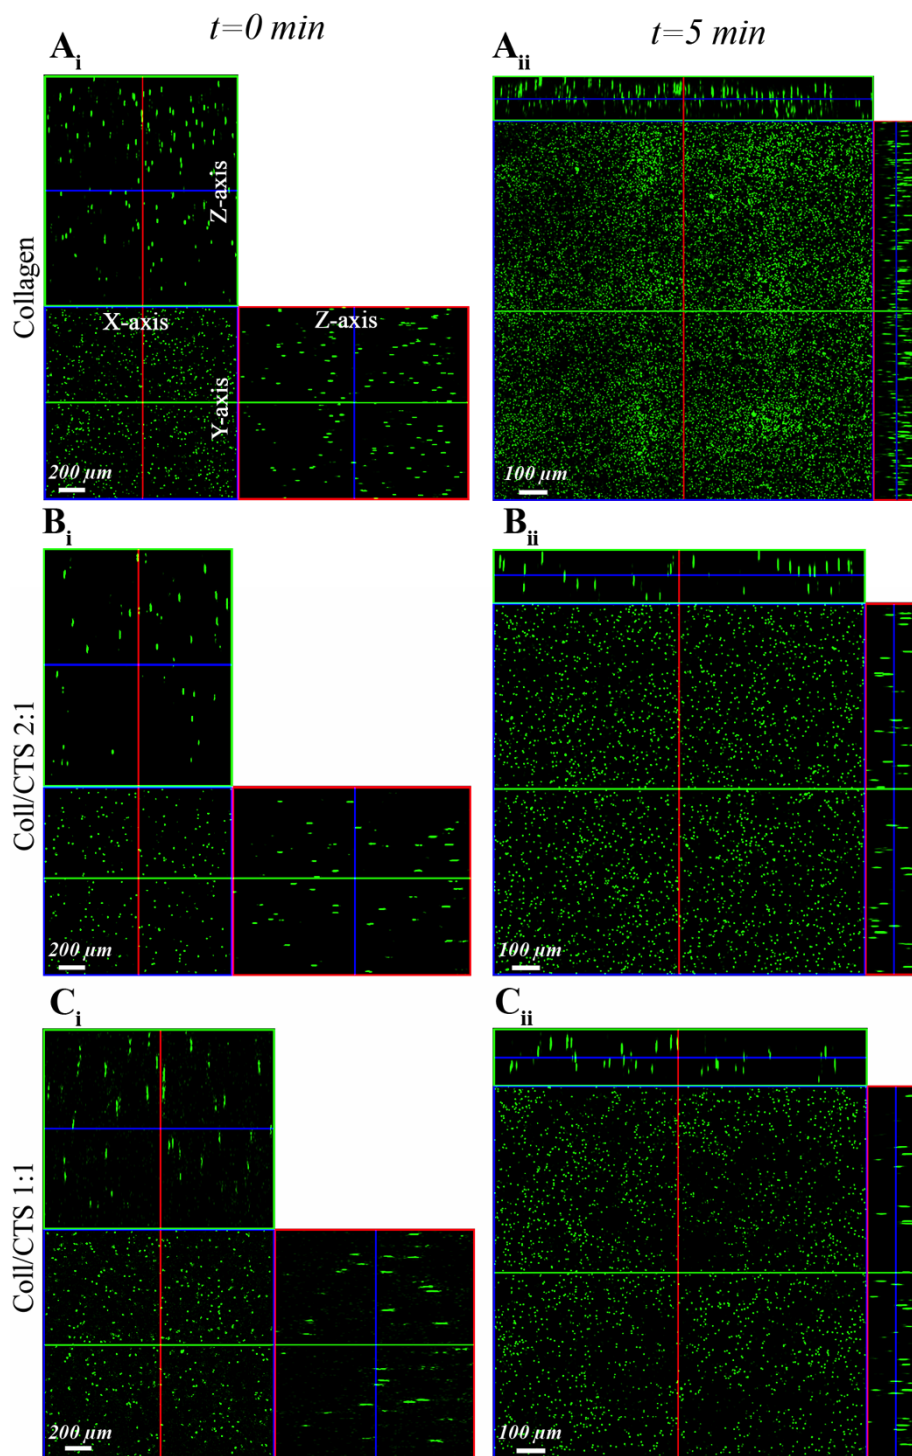 t=0 min
t=5 min
Ai
Aii
Collagen
Z-axis
X-axis
Z-axis
Y-axis
200 μm
100 μm
Bi
Bii
Coll/CTS 2:1
200 μm
100 μm
Ci
Cii
Coll/CTS 1:1
200 μm
100 μm